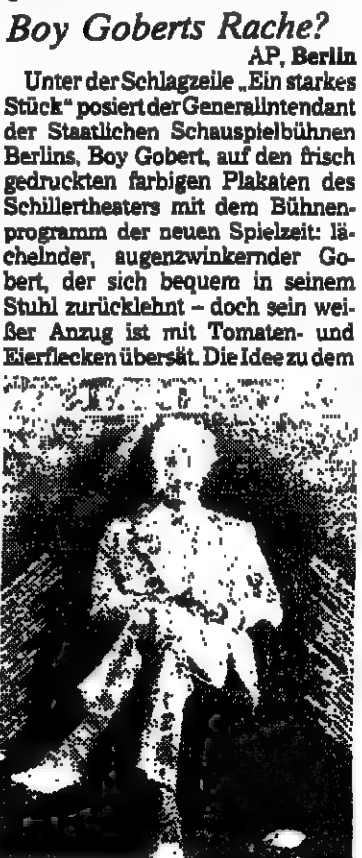 Boy Goberts Rache?
AP, Berlin
Unter der Schlagzeile „Ein starkes
Stück“ posiert der Generalintendant
der Staatlichen Schauspielbühnen
Berlins, Boy Gobert, auf den frisch
gedruckten farbigen Plakaten des
Schillertheaters mit dem Bühnen-
programm der neuen Spielzeit: lä-
chelnder, augenzwinkernder Go-
bert, der sich bequem in seinem
Stuhl zurücklehnt – doch sein wei-
ßer Anzug ist mit Tomaten- und
Eierflecken übersät. Die Idee zu dem